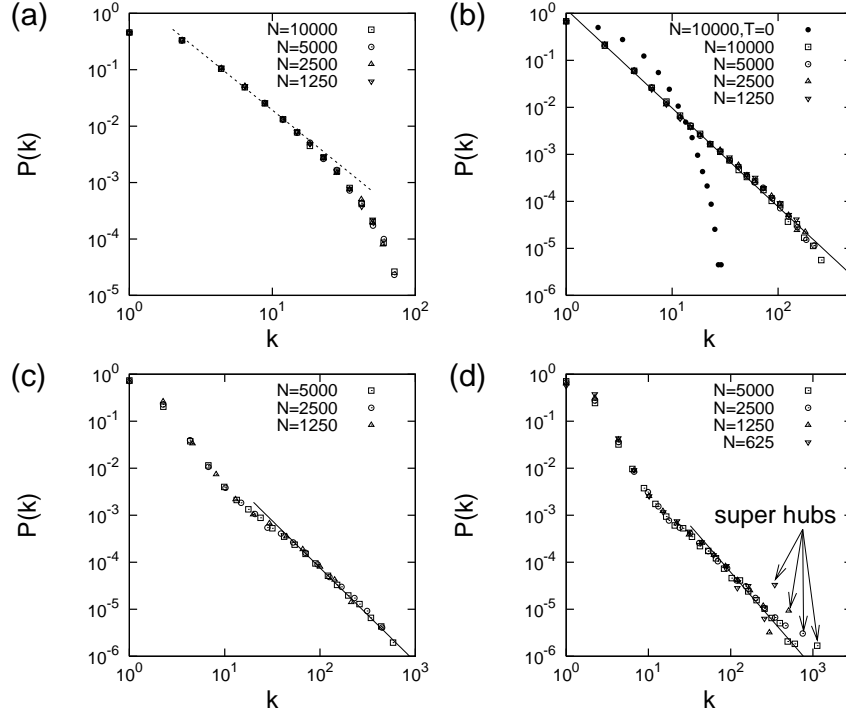 (a)
N=10000
N=5000
N=2500
N=1250
10^0
10^-1
10^-2
10^-3
10^-4
10^-5
P(k)
10^0
10^1
10^2
k
(b)
N=10000,T=0
N=10000
N=5000
N=2500
N=1250
10^0
10^-1
10^-2
10^-3
10^-4
10^-5
10^-6
P(k)
10^0
10^1
10^2
k
(c)
N=5000
N=2500
N=1250
10^0
10^-1
10^-2
10^-3
10^-4
10^-5
10^-6
P(k)
10^0
10^1
10^2
10^3
k
(d)
N=5000
N=2500
N=1250
N=625
super hubs
10^0
10^-1
10^-2
10^-3
10^-4
10^-5
10^-6
P(k)
10^0
10^1
10^2
10^3
k